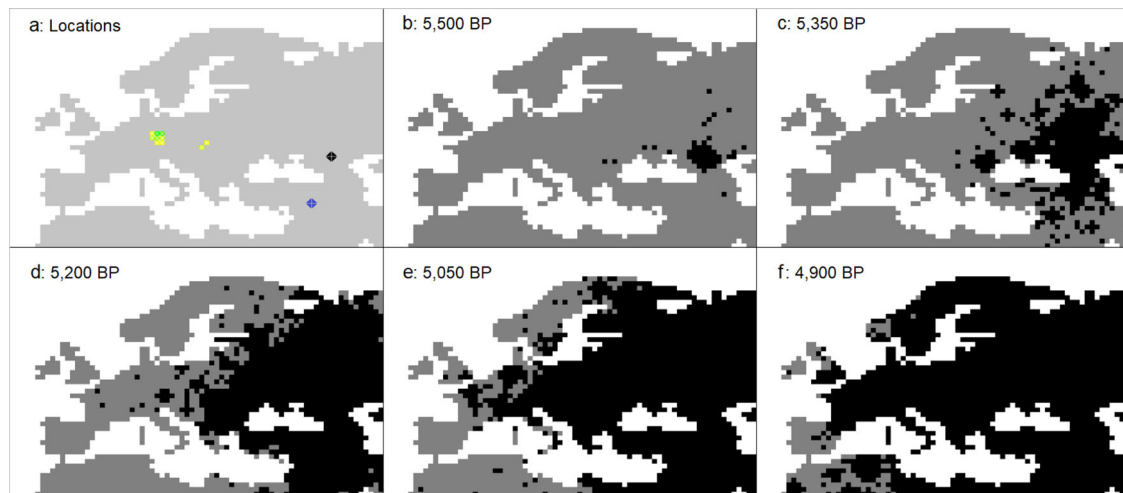 a: Locations
b: 5,500 BP
c: 5,350 BP
d: 5,200 BP
e: 5,050 BP
f: 4,900 BP